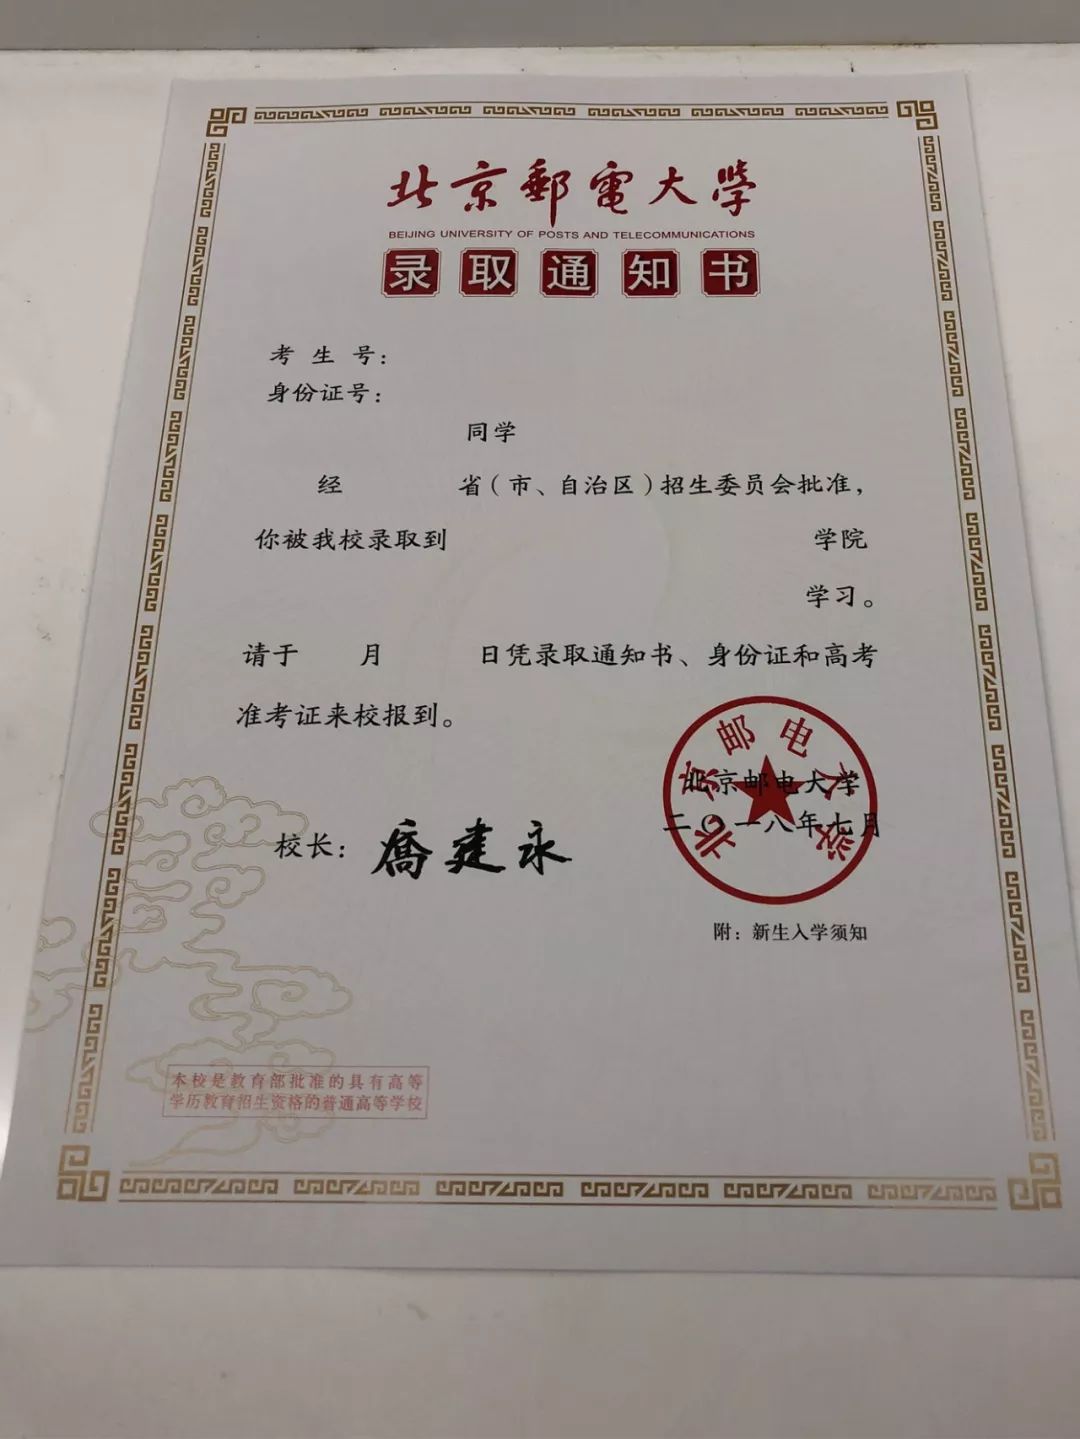 北京郵電大學
BEIJING UNIVERSITY OF POSTS AND TELECOMMUNICATIONS
录取通知书
考生号：
身份证号：
同学
经 省（市、自治区）招生委员会批准，
你被我校录取到 学院
学习。
请于 月 日凭录取通知书、身份证和高考
准考证来校报到。
北京邮电大学
北京邮电大学
二〇一八年七月
校长：喬建永
附：新生入学须知
本校是教育部批准的具有高等
学历教育招生资格的普通高等学校